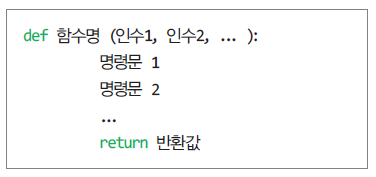 def 함수명 (인수1, 인수2, ... ):
명령문 1
명령문 2
...
return 반환값